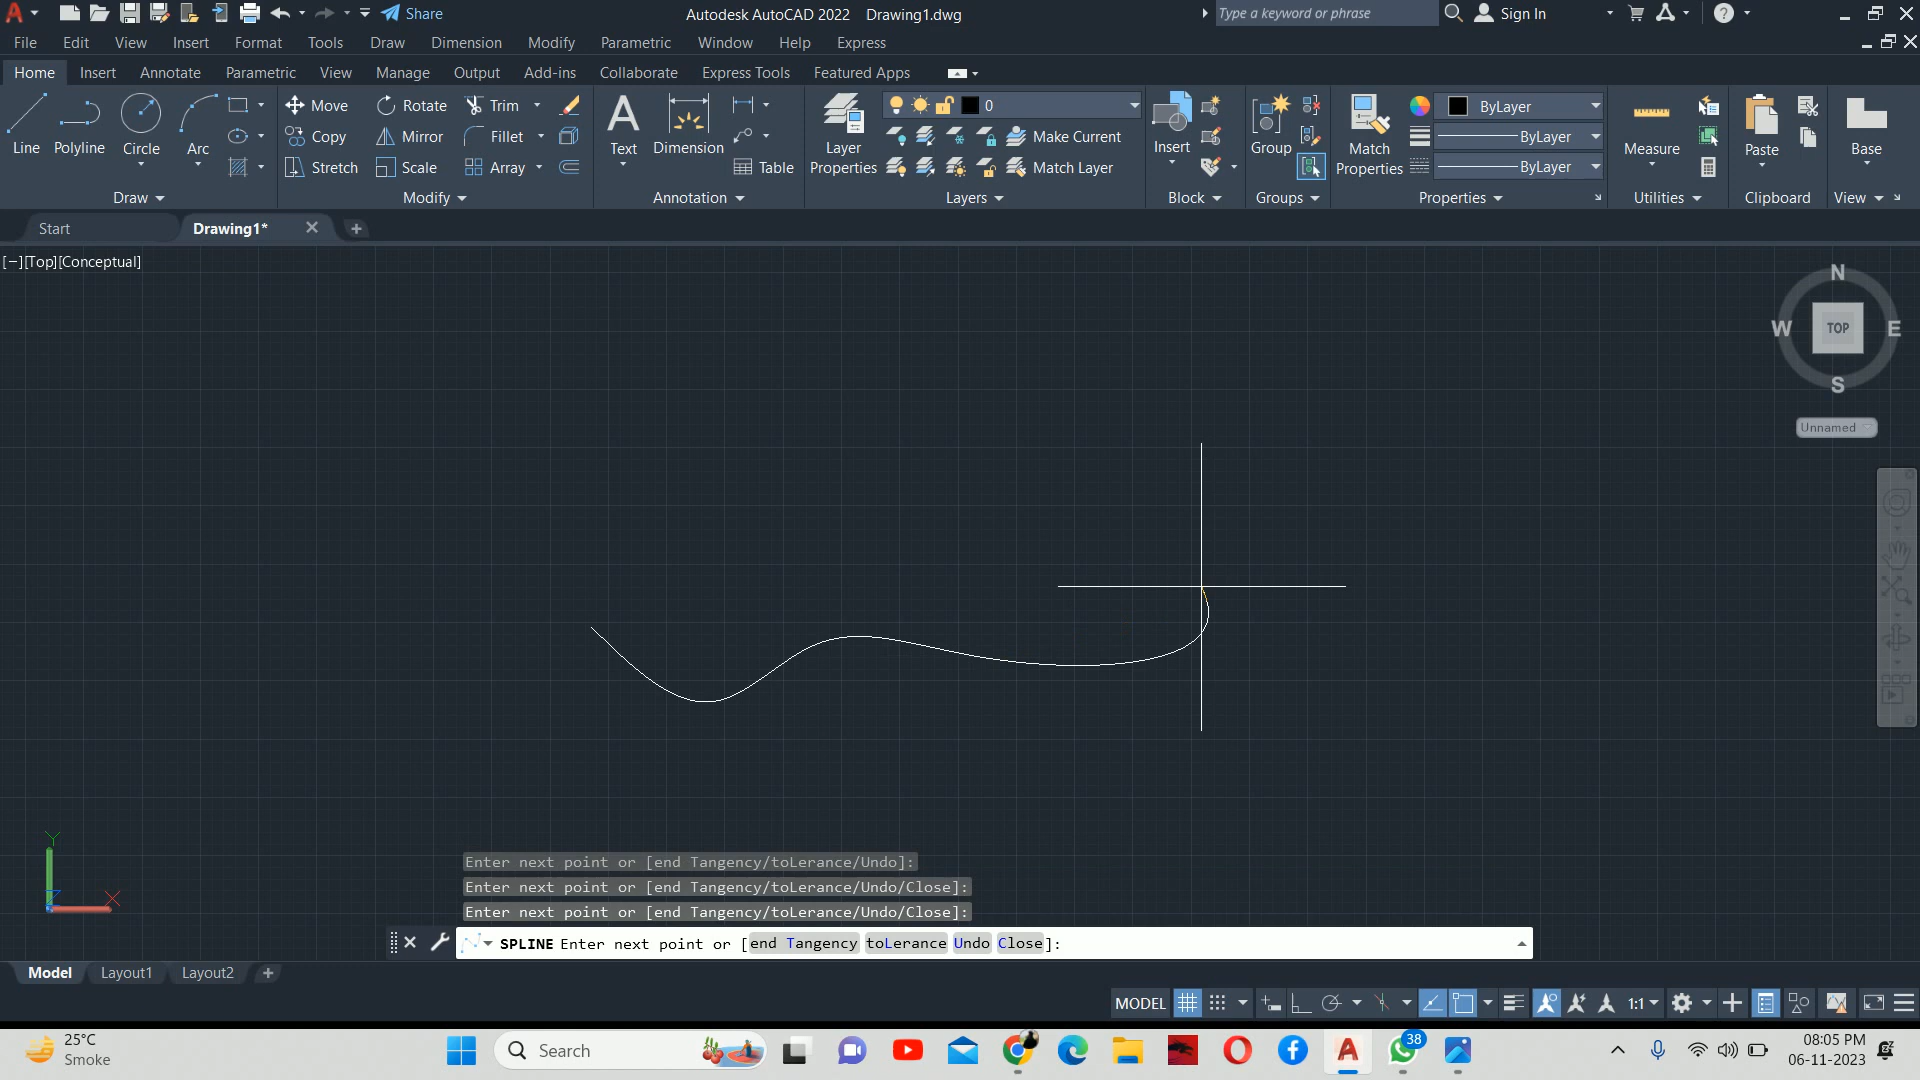 Share
Autodesk AutoCAD 2022 Drawing1.dwg
Type a keyword or phrase
Sign In
File Edit View Insert Format Tools Draw Dimension Modify Parametric Window Help Express
Home Insert Annotate Parametric View Manage Output Add-ins Collaborate Express Tools Featured Apps
Line Polyline Circle Arc
Move Rotate Trim
Copy Mirror Fillet
Stretch Scale Array
Text Dimension Table
Layer Properties
0
Make Current
Match Layer
Insert
Group
Match Properties
ByLayer
ByLayer
ByLayer
Measure
Paste
Base
Draw Modify Annotation Layers Block Groups Properties Utilities Clipboard View
Start Drawing1*
[−][Top][Conceptual]
N
W TOP E
S
Unnamed
Y
X
Z
Enter next point or [end Tangency/toLerance/Undo]:
Enter next point or [end Tangency/toLerance/Undo/Close]:
Enter next point or [end Tangency/toLerance/Undo/Close]:
SPLINE Enter next point or [end Tangency toLerance Undo Close]:
Model Layout1 Layout2
MODEL 1:1
25°C
Smoke
Search
38
08:05 PM
06-11-2023